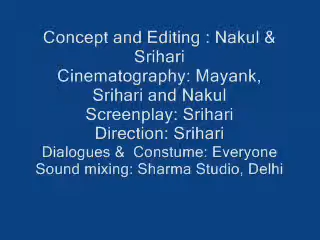 Concept and Editing : Nakul &
Srihari
Cinematography: Mayank,
Srihari and Nakul
Screenplay: Srihari
Direction: Srihari
Dialogues &  Constume: Everyone
Sound mixing: Sharma Studio, Delhi